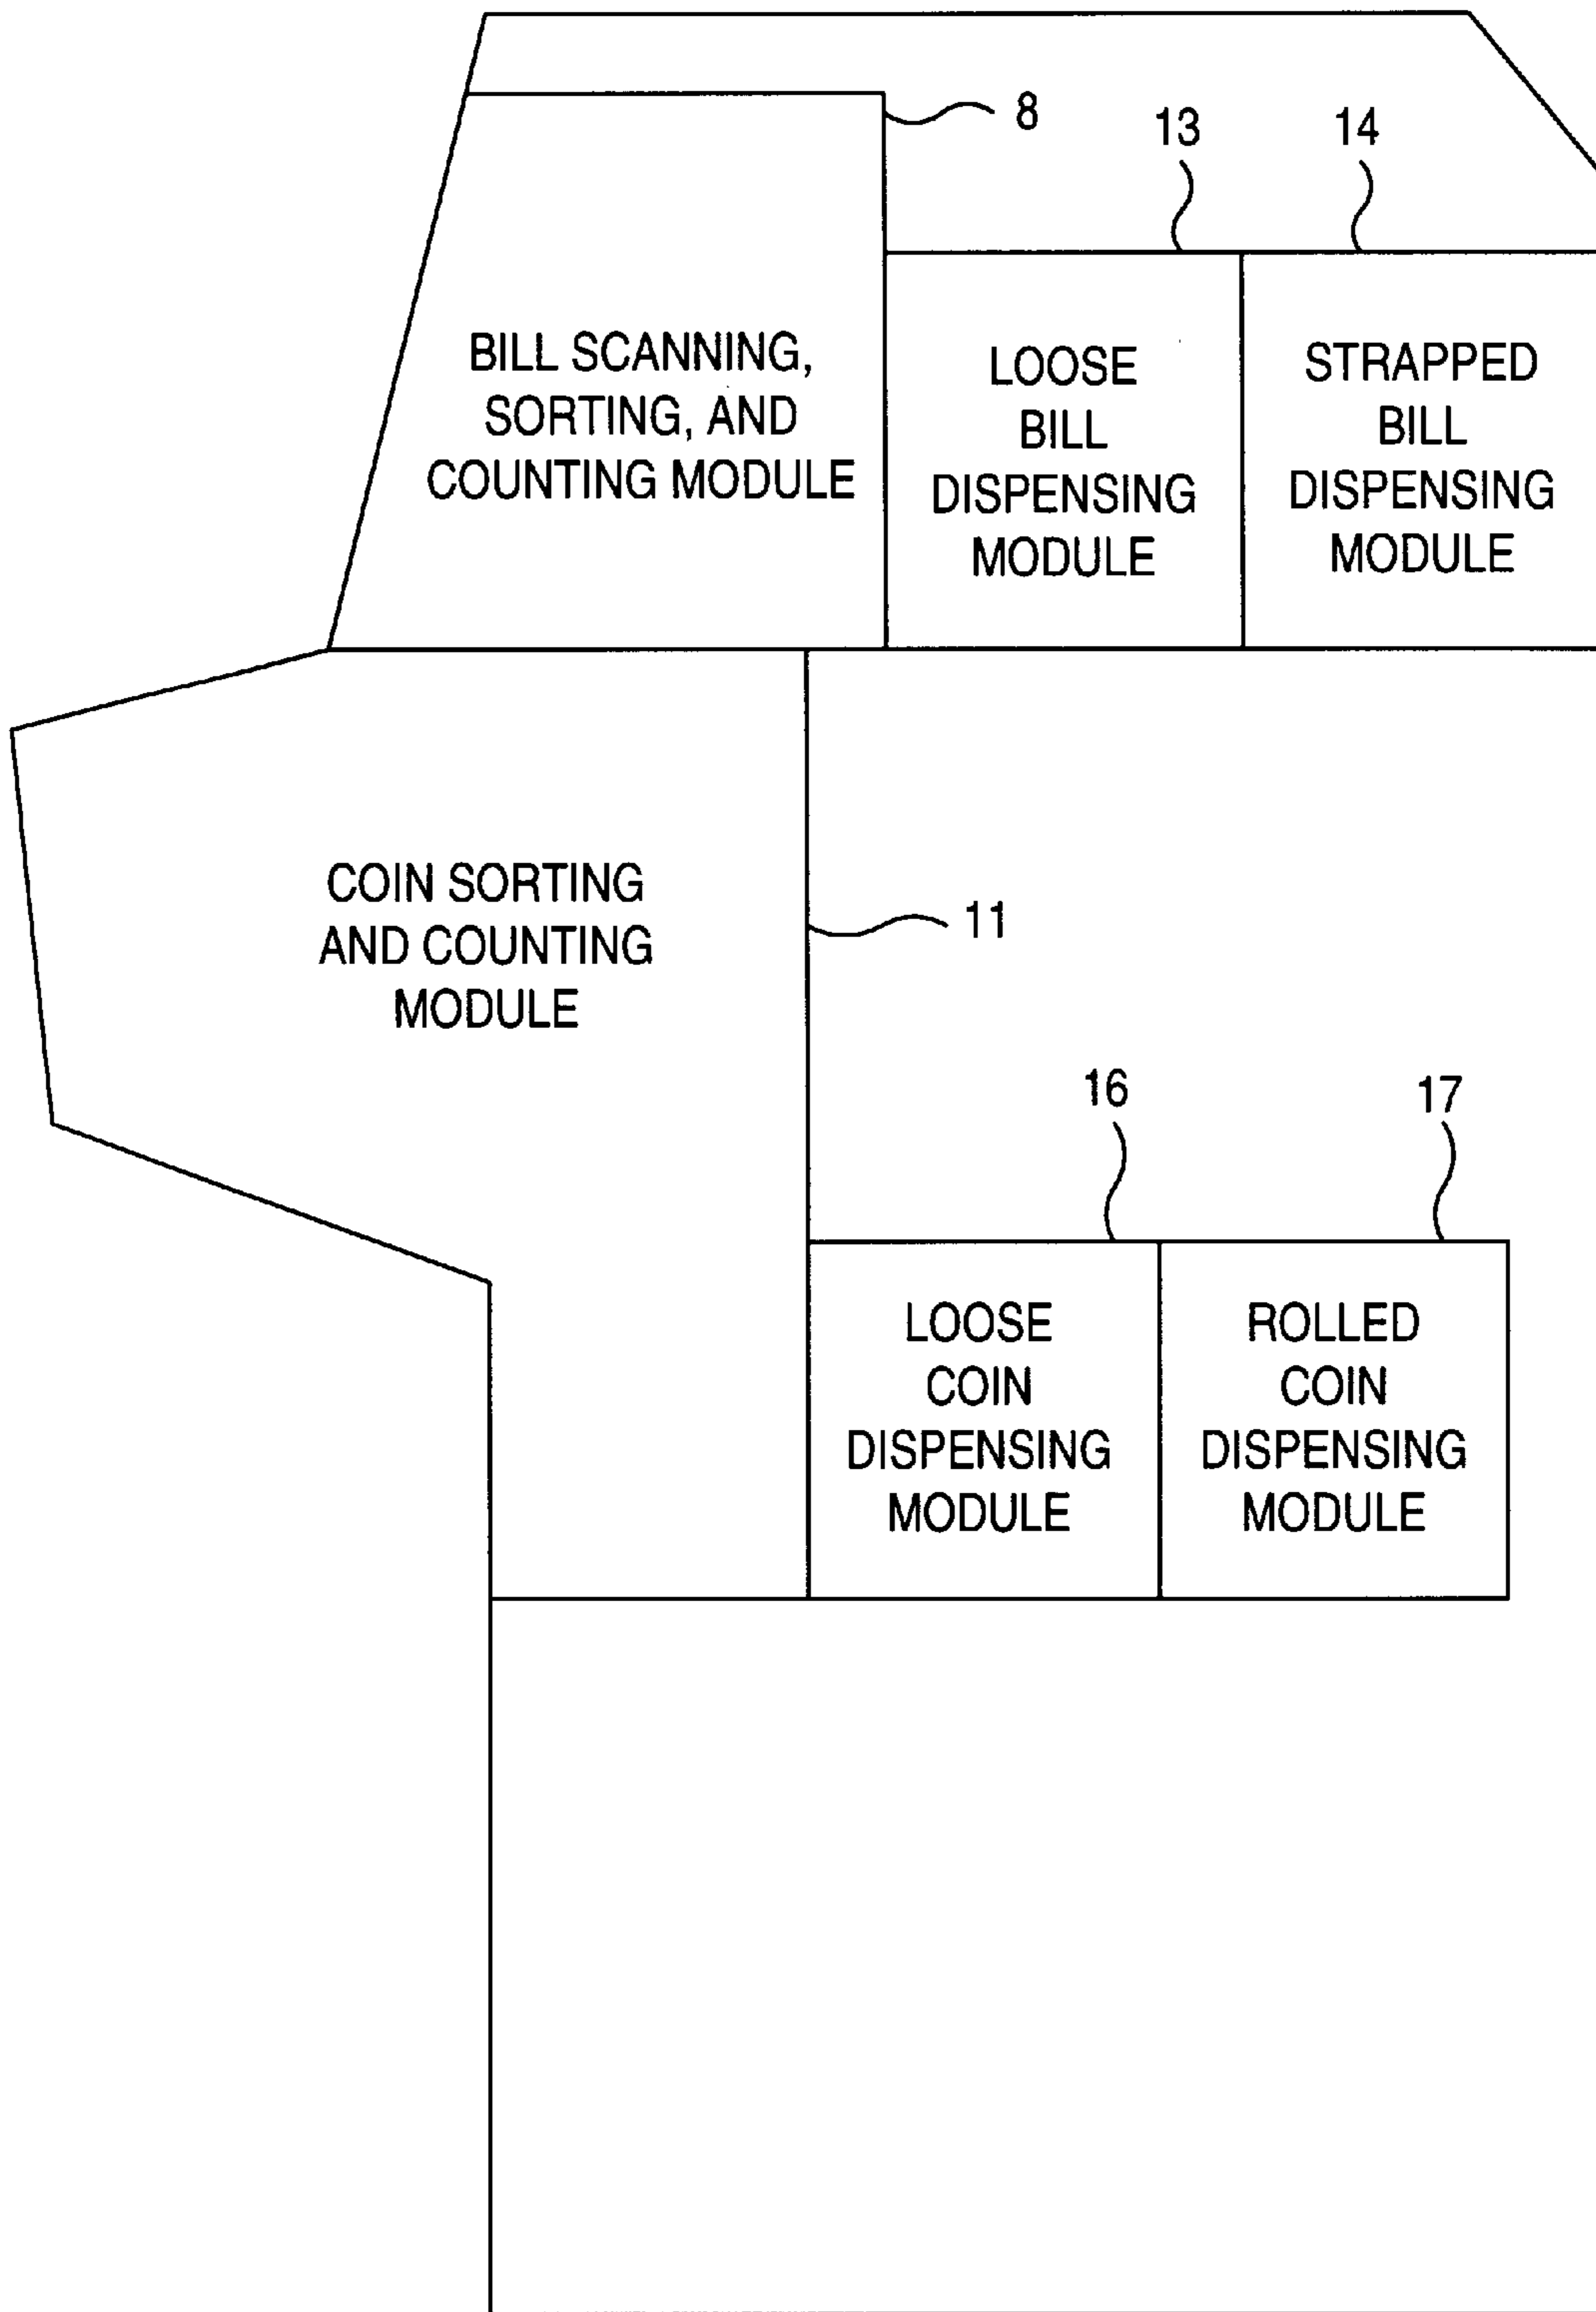 8
13
14
BILL SCANNING,
SORTING, AND
COUNTING MODULE
LOOSE
BILL
DISPENSING
MODULE
STRAPPED
BILL
DISPENSING
MODULE
COIN SORTING
AND COUNTING
MODULE
11
16
17
LOOSE
COIN
DISPENSING
MODULE
ROLLED
COIN
DISPENSING
MODULE